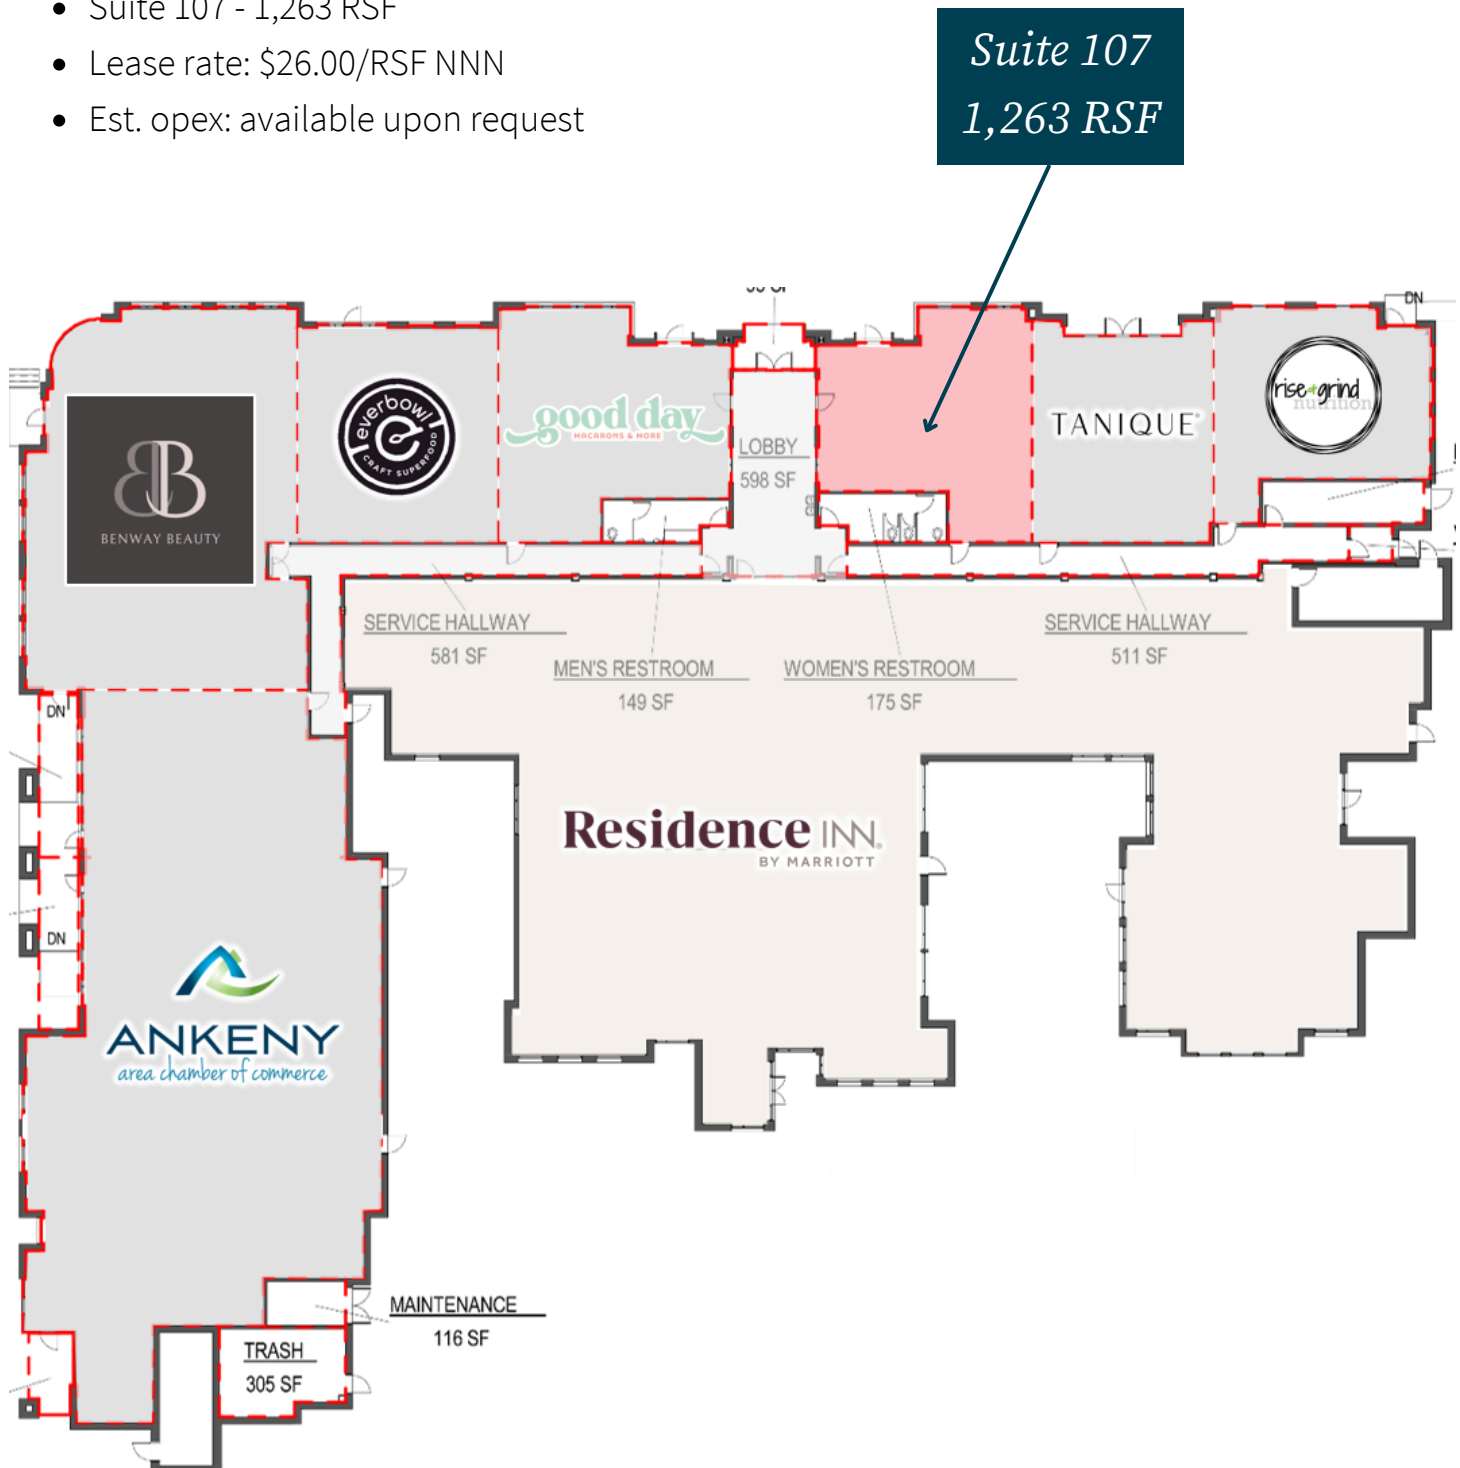 Suite 107 - 1,263 RSF
Lease rate: $26.00/RSF NNN
Est. opex: available upon request
Suite 107
1,263 RSF
DN
everbowl
CRAFT SUPERFOOD
good day
MACARONS & MORE
LOBBY
598 SF
TANIQUE
rise+grind
nutrition
BENWAY BEAUTY
SERVICE HALLWAY
581 SF
MEN'S RESTROOM
149 SF
WOMEN'S RESTROOM
175 SF
SERVICE HALLWAY
511 SF
DN
Residence INN.
BY MARRIOTT
DN
ANKENY
area chamber of commerce
MAINTENANCE
116 SF
TRASH
305 SF